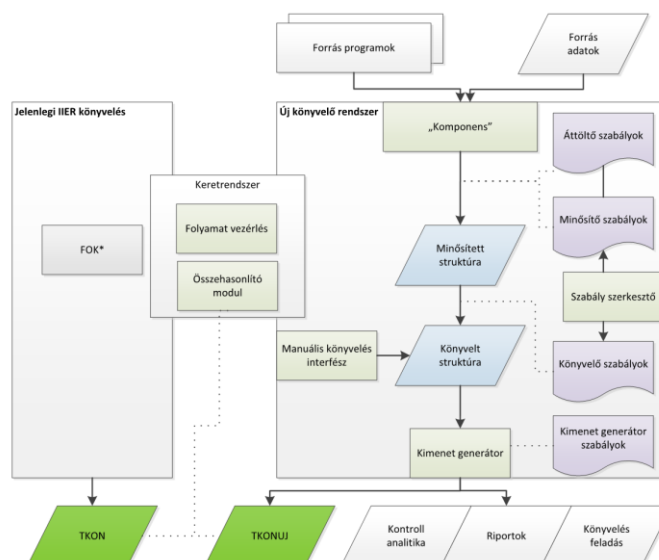 Forrás programok
Forrás
adatok
Jelenlegi IIER könyvelés
Új könyvelő rendszer
„Komponens"
Áttöltő szabályok
Keretrendszer
Folyamat vezérlés
Minősítő szabályok
FOK*
Minősített
struktúra
Összehasonlító
modul
Szabály szerkesztő
Manuális könyvelés
interfész
Könyvelt
struktúra
Könyvelő szabályok
Kimenet generátor
Kimenet generátor
szabályok
TKON
TKONUJ
Kontroll
analitika
Riportok
Könyvelés
feladás